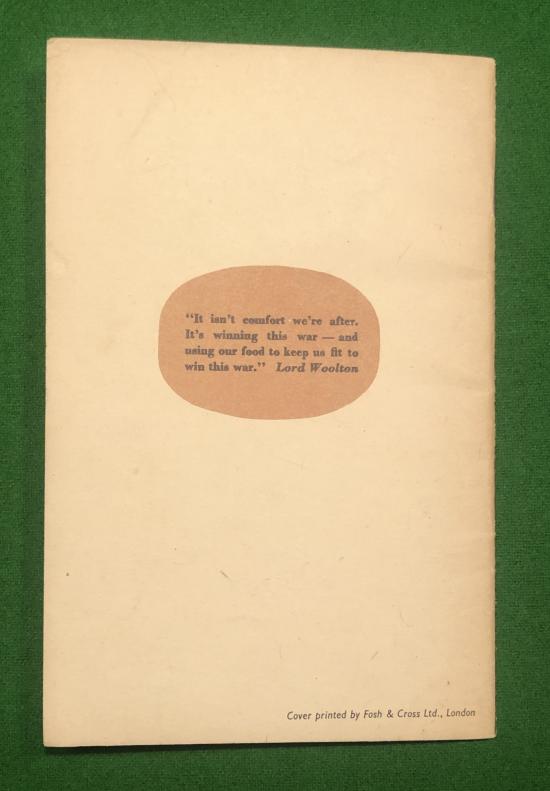 “It isn’t comfort we’re after.
It’s winning this war — and
using our food to keep us fit to
win this war.” Lord Woolton
Cover printed by Fosh & Cross Ltd., London